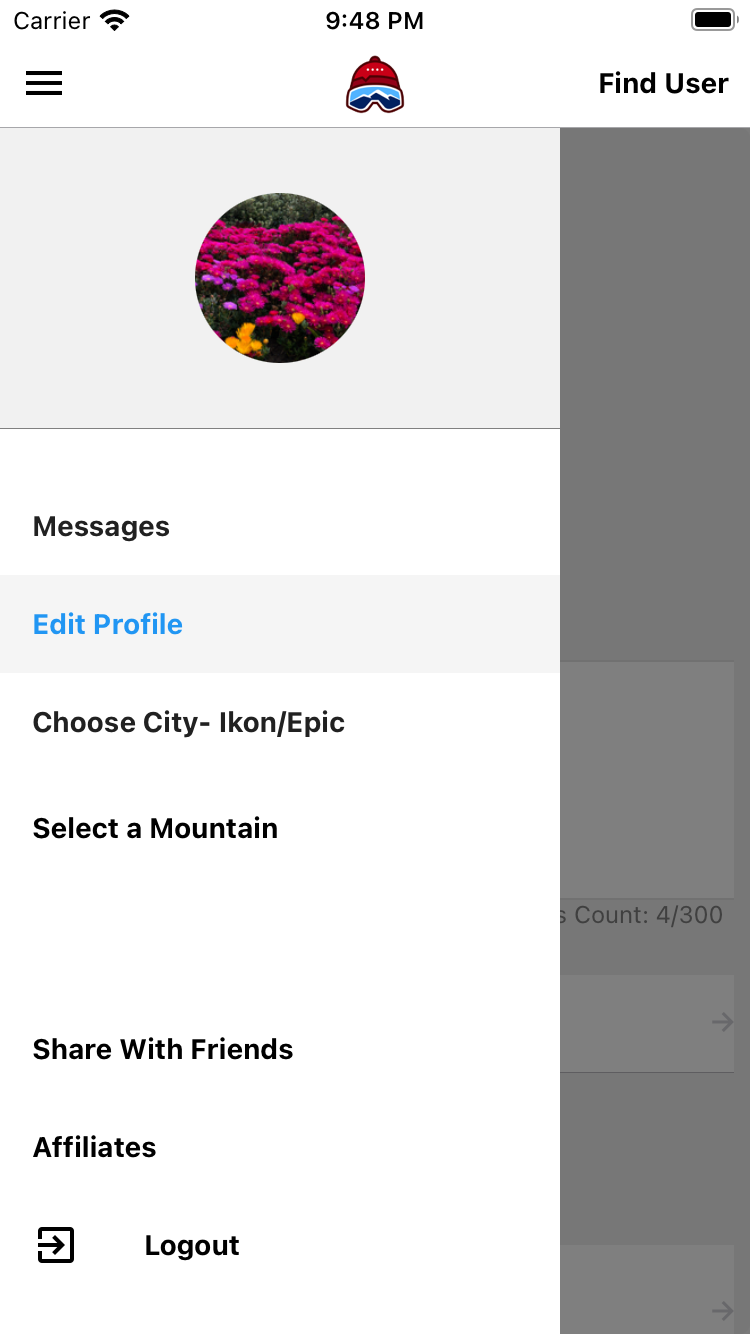 Carrier 9:48 PM
Find User
Messages
Edit Profile
Choose City- Ikon/Epic
Select a Mountain
s Count: 4/300
Share With Friends
Affiliates
Logout